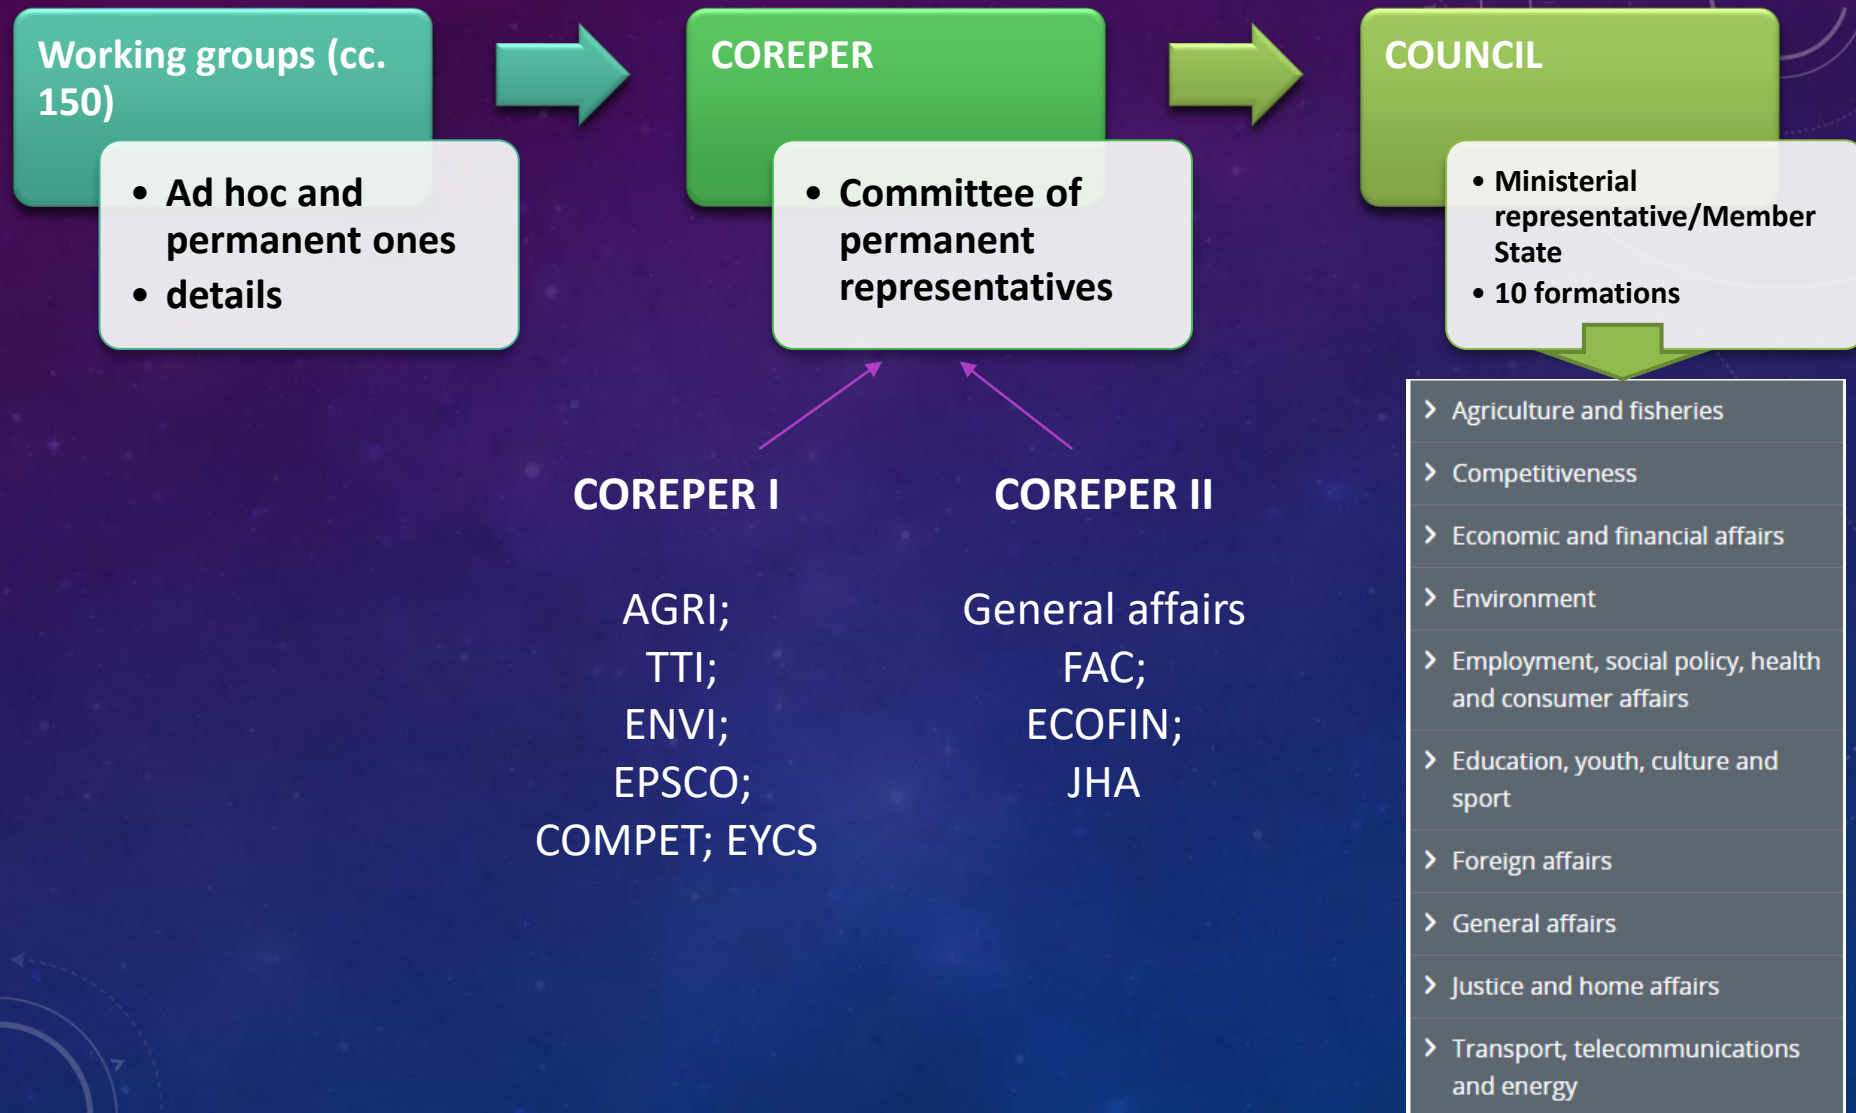 Working groups (cc.
150)
• Ad hoc and
permanent ones
• details
COREPER
• Committee of
permanent
representatives
COUNCIL
• Ministerial
representative/Member
State
• 10 formations
COREPER I
AGRI;
TTI;
ENVI;
EPSCO;
COMPET; EYCS
COREPER II
General affairs
FAC;
ECOFIN;
JHA
Agriculture and fisheries
Competitiveness
Economic and financial affairs
Environment
Employment, social policy, health
and consumer affairs
Education, youth, culture and
sport
Foreign affairs
General affairs
Justice and home affairs
Transport, telecommunications
and energy